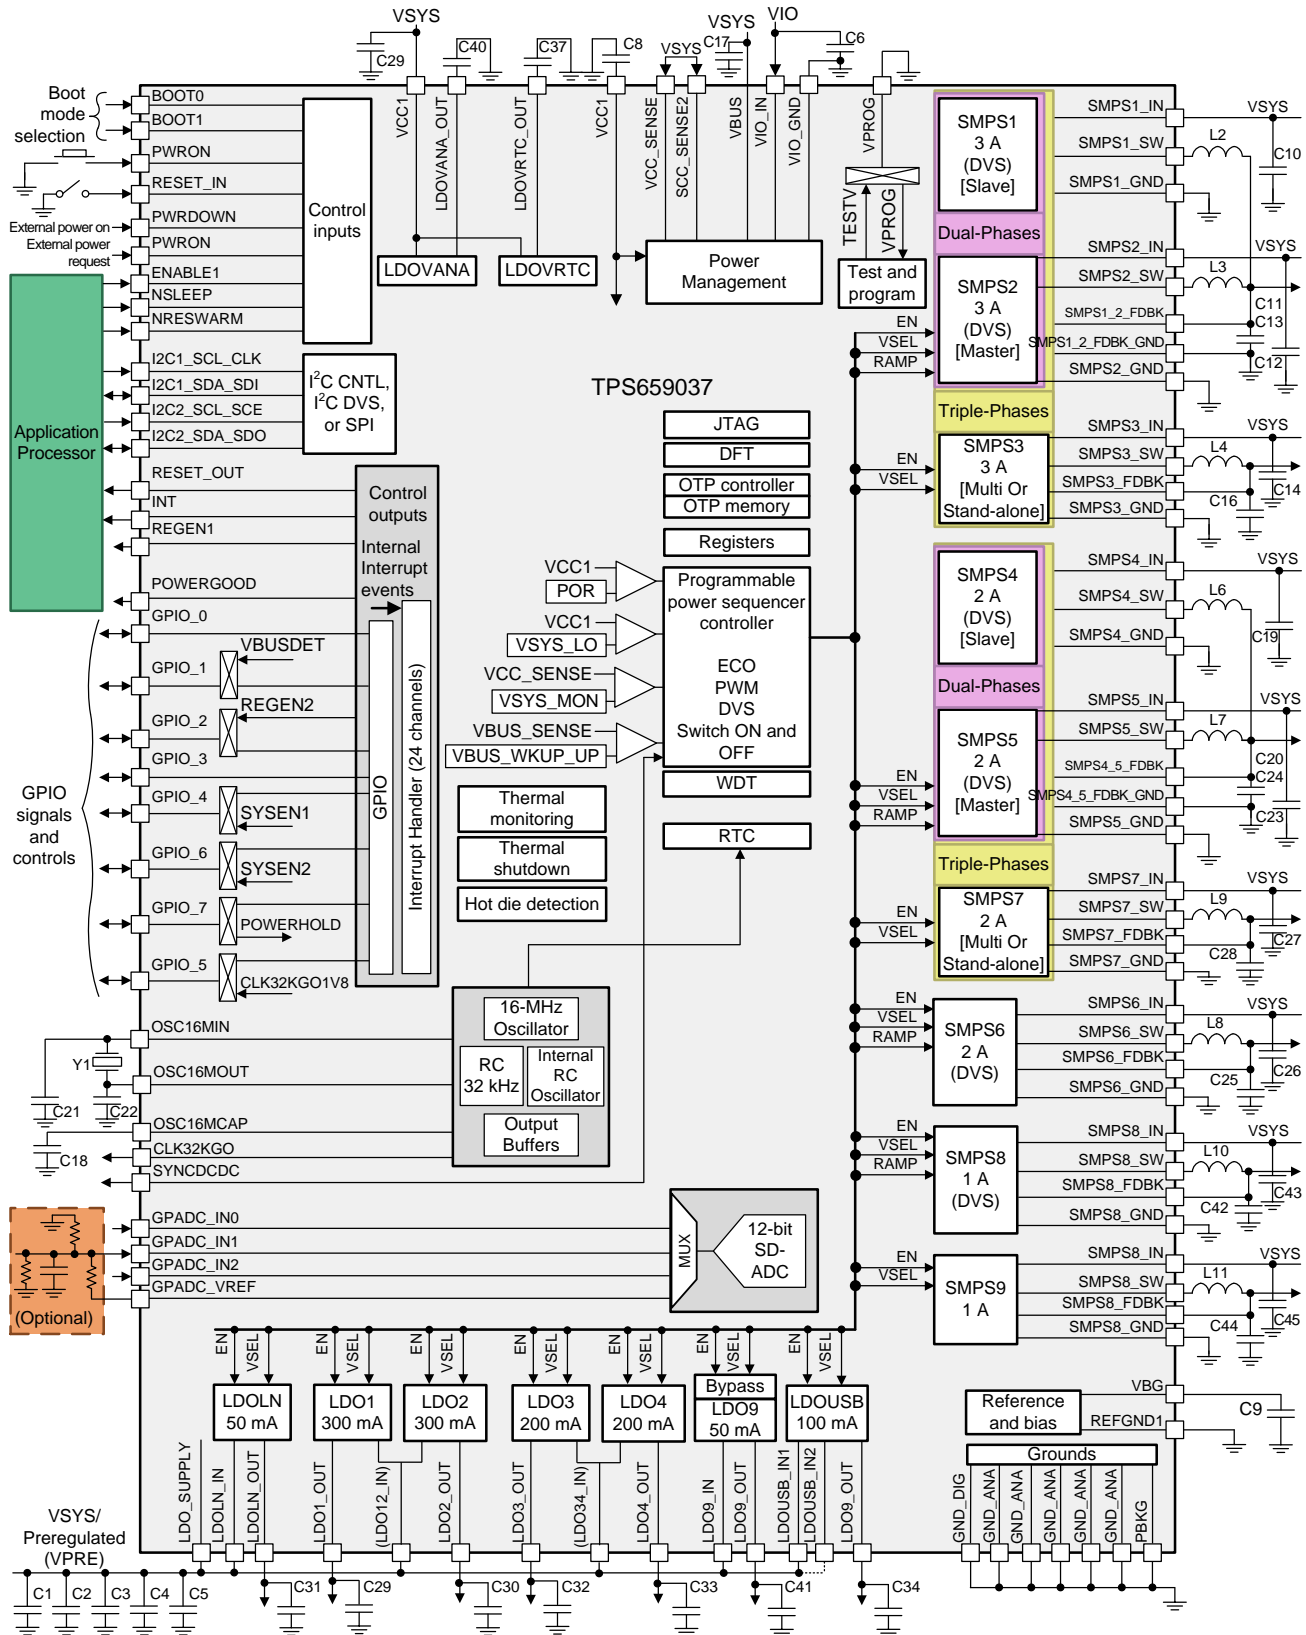 VSYS
C29
C40
C37
C8
VSYS
C17
VSYS
VIO
C6
Boot
mode
selection
BOOT0
BOOT1
PWRON
RESET_IN
External power on
PWRDOWN
External power
request
PWRON
ENABLE1
NSLEEP
NRESWARM
Control
inputs
VCC1
LDOVANA_OUT
LDOVRTC_OUT
VCC1
VCC_SENSE
SCC_SENSE2
VBUS
VIO_IN
VIO_GND
VPROG
TESTV
VPROG
LDOVANA
LDOVRTC
Power
Management
Test and
program
Application
Processor
I2C1_SCL_CLK
I2C1_SDA_SDI
I2C2_SCL_SCE
I2C2_SDA_SDO
I2C CNTL,
I2C DVS,
or SPI
RESET_OUT
INT
REGEN1
POWERGOOD
Control
outputs
Internal
Interrupt
events
GPIO
Interrupt Handler (24 channels)
GPIO
signals
and
controls
GPIO_0
VBUSDET
GPIO_1
REGEN2
GPIO_2
GPIO_3
GPIO_4
SYSEN1
GPIO_6
SYSEN2
GPIO_7
POWERHOLD
GPIO_5
CLK32KGO1V8
TPS659037
JTAG
DFT
OTP controller
OTP memory
Registers
VCC1
POR
VCC1
VSYS_LO
VCC_SENSE
VSYS_MON
VBUS_SENSE
VBUS_WKUP_UP
Programmable
power sequencer
controller
ECO
PWM
DVS
Switch ON and
OFF
WDT
RTC
Thermal
monitoring
Thermal
shutdown
Hot die detection
OSC16MIN
Y1
OSC16MOUT
C21
C22
OSC16MCAP
C18
CLK32KGO
SYNCDCDC
16-MHz
Oscillator
RC
32 kHz
Internal
RC
Oscillator
Output
Buffers
(Optional)
GPADC_IN0
GPADC_IN1
GPADC_IN2
GPADC_VREF
MUX
12-bit
SD-
ADC
SMPS1
3 A
(DVS)
[Slave]
Dual-Phases
SMPS2
3 A
(DVS)
[Master]
EN
VSEL
RAMP
Triple-Phases
SMPS3
3 A
[Multi Or
Stand-alone]
EN
VSEL
SMPS4
2 A
(DVS)
[Slave]
Dual-Phases
SMPS5
2 A
(DVS)
[Master]
EN
VSEL
RAMP
Triple-Phases
SMPS7
2 A
[Multi Or
Stand-alone]
EN
VSEL
SMPS6
2 A
(DVS)
EN
VSEL
RAMP
SMPS8
1 A
(DVS)
EN
VSEL
RAMP
SMPS9
1 A
EN
VSEL
SMPS1_IN
VSYS
SMPS1_SW
L2
C10
SMPS1_GND
SMPS2_IN
VSYS
SMPS2_SW
L3
C11
SMPS1_2_FDBK
C13
SMPS1_2_FDBK_GND
C12
SMPS2_GND
SMPS3_IN
VSYS
SMPS3_SW
L4
SMPS3_FDBK
C14
C16
SMPS3_GND
SMPS4_IN
VSYS
SMPS4_SW
L6
SMPS4_GND
C19
SMPS5_IN
VSYS
SMPS5_SW
L7
C20
SMPS4_5_FDBK
C24
SMPS4_5_FDBK_GND
C23
SMPS5_GND
SMPS7_IN
VSYS
SMPS7_SW
L9
SMPS7_FDBK
C27
C28
SMPS7_GND
SMPS6_IN
VSYS
SMPS6_SW
L8
SMPS6_FDBK
C26
C25
SMPS6_GND
SMPS8_IN
VSYS
SMPS8_SW
L10
SMPS8_FDBK
C43
C42
SMPS8_GND
SMPS8_IN
VSYS
SMPS8_SW
L11
SMPS8_FDBK
C45
C44
SMPS8_GND
EN
VSEL
EN
VSEL
EN
VSEL
EN
VSEL
EN
VSEL
EN
VSEL
EN
VSEL
LDOLN
50 mA
LDO1
300 mA
LDO2
300 mA
LDO3
200 mA
LDO4
200 mA
Bypass
LDO9
50 mA
LDOUSB
100 mA
Reference
and bias
VBG
REFGND1
C9
Grounds
LDO_SUPPLY
LDOLN_IN
LDOLN_OUT
LDO1_OUT
(LDO12_IN)
LDO2_OUT
LDO3_OUT
(LDO34_IN)
LDO4_OUT
LDO9_IN
LDO9_OUT
LDOUSB_IN1
LDOUSB_IN2
LDO9_OUT
GND_DIG
GND_ANA
GND_ANA
GND_ANA
GND_ANA
GND_ANA
PBKG
VSYS/
Preregulated
(VPRE)
C1
C2
C3
C4
C5
C31
C29
C30
C32
C33
C41
C34